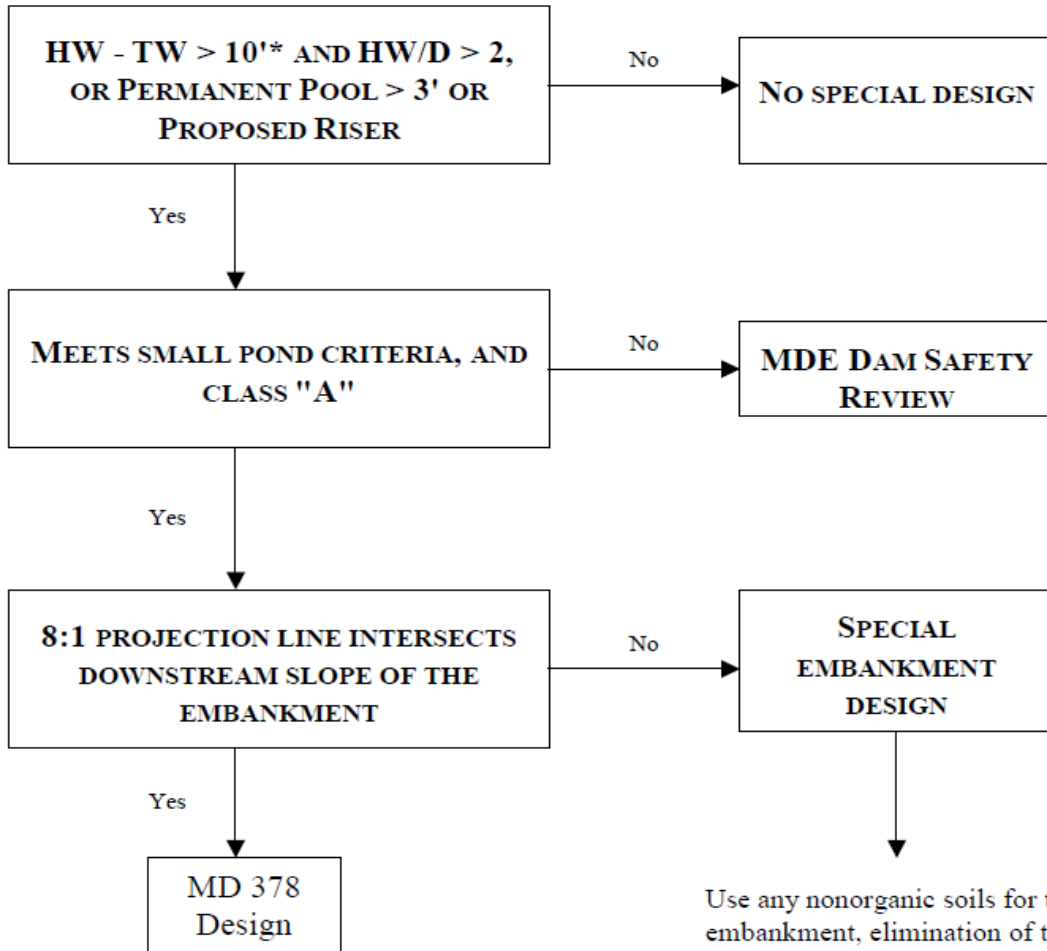 HW - TW > 10'* AND HW/D > 2,
OR PERMANENT POOL > 3' OR
PROPOSED RISER
No
NO SPECIAL DESIGN
Yes
MEETS SMALL POND CRITERIA, AND
CLASS "A"
No
MDE DAM SAFETY
REVIEW
Yes
8:1 PROJECTION LINE INTERSECTS
DOWNSTREAM SLOPE OF THE
EMBANKMENT
No
SPECIAL
EMBANKMENT
DESIGN
Yes
MD 378
Design
Use any nonorganic soils for t
embankment, elimination of t